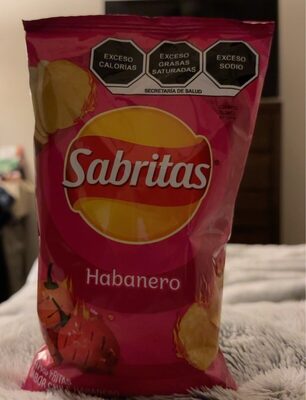 EXCESO
CALORÍAS
EXCESO
GRASAS
SATURADAS
EXCESO
SODIO
SECRETARÍA DE SALUD
Sabritas
Habanero